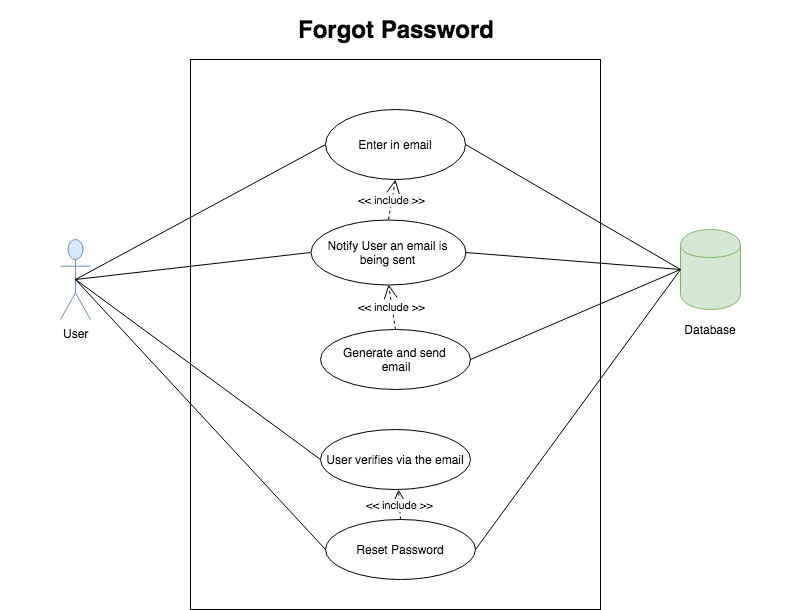 Forgot Password
Enter in email
<< include >>
Notify User an email is
being sent
<< include >>
Generate and send
email
User
Database
User verifies via the email
<< include >>
Reset Password